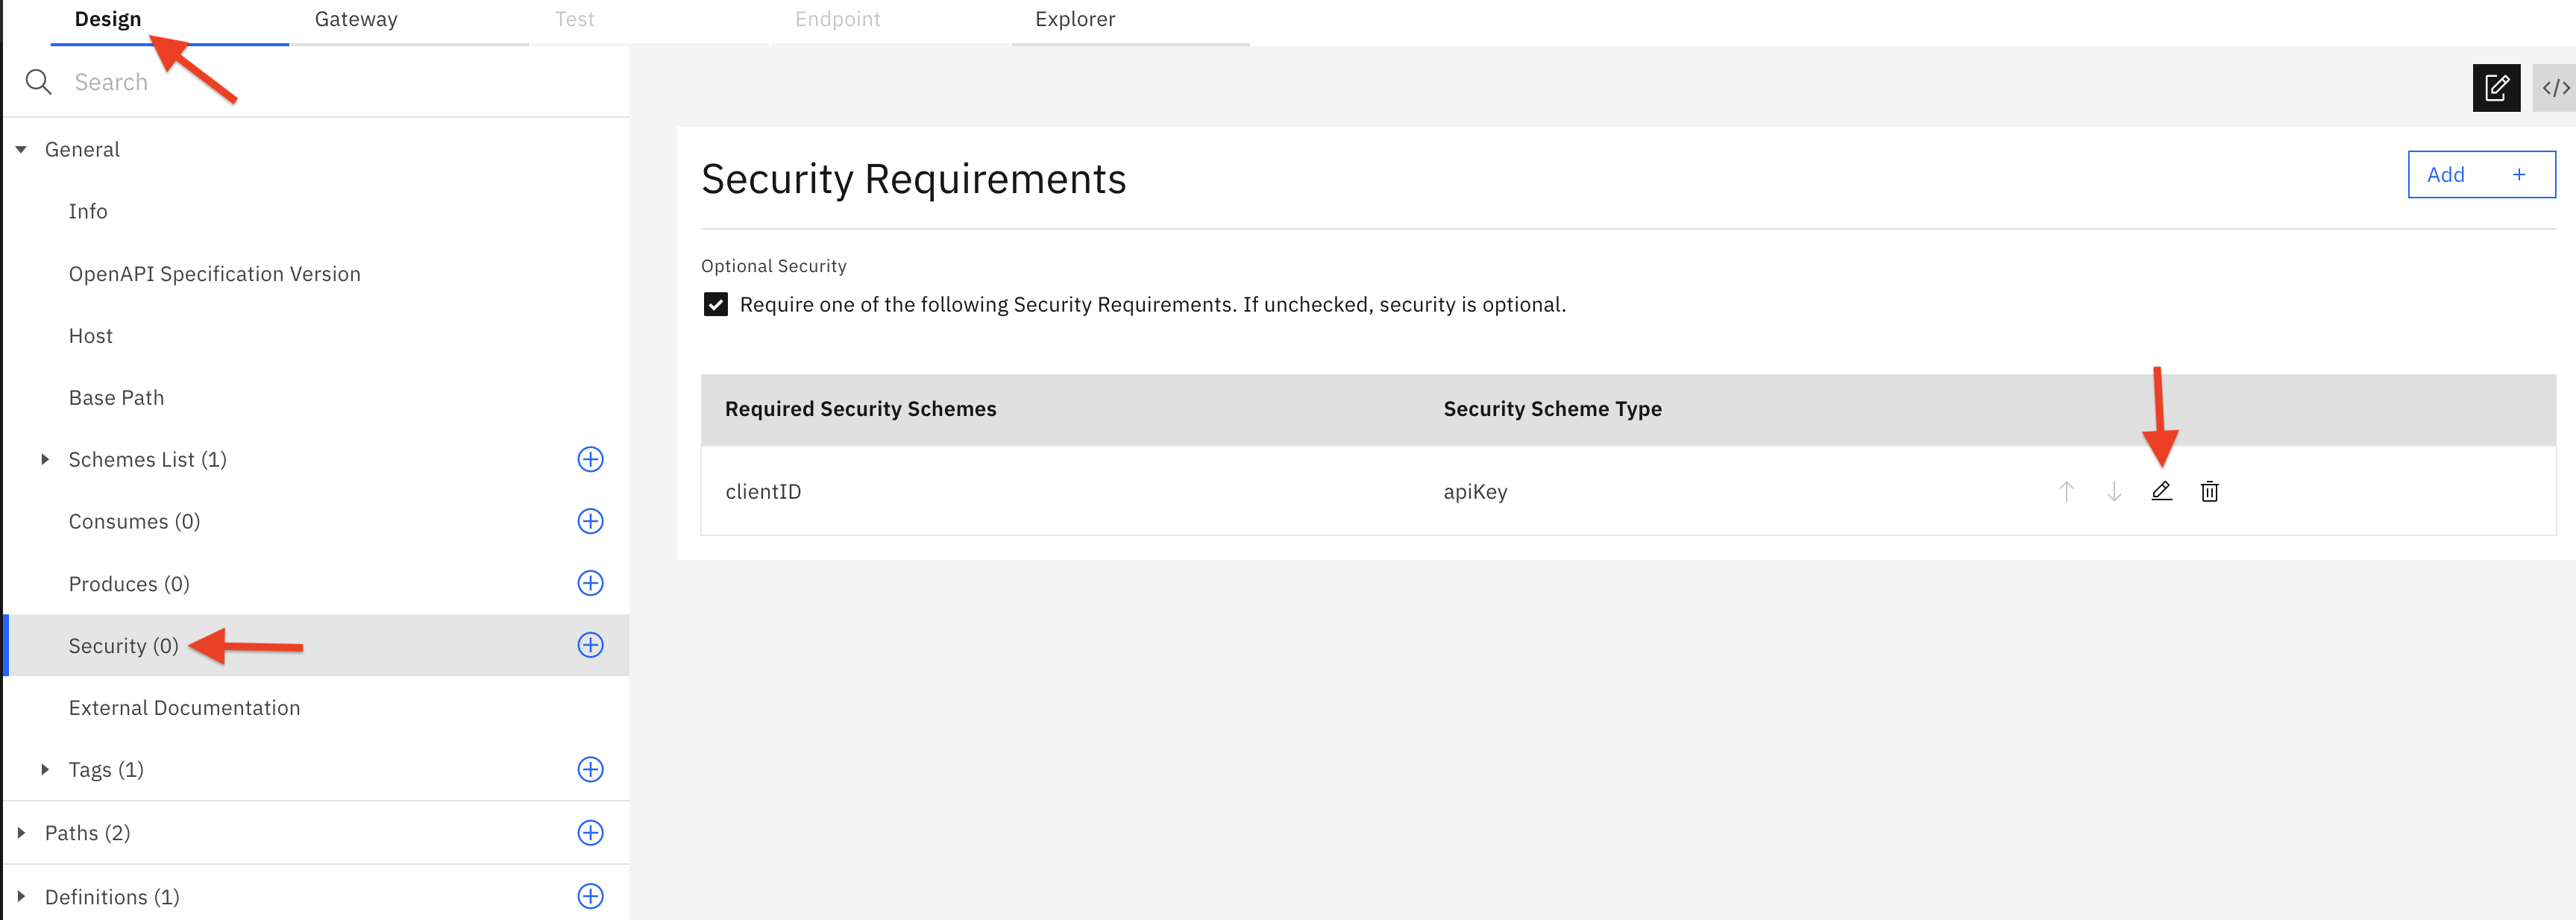 Design Gateway Test Endpoint Explorer
Search
General
Info
OpenAPI Specification Version
Host
Base Path
Schemes List (1)
Consumes (0)
Produces (0)
Security (0)
External Documentation
Tags (1)
Paths (2)
Definitions (1)
</>
Security Requirements
Add +
Optional Security
Require one of the following Security Requirements. If unchecked, security is optional.
Required Security Schemes Security Scheme Type
clientID apiKey